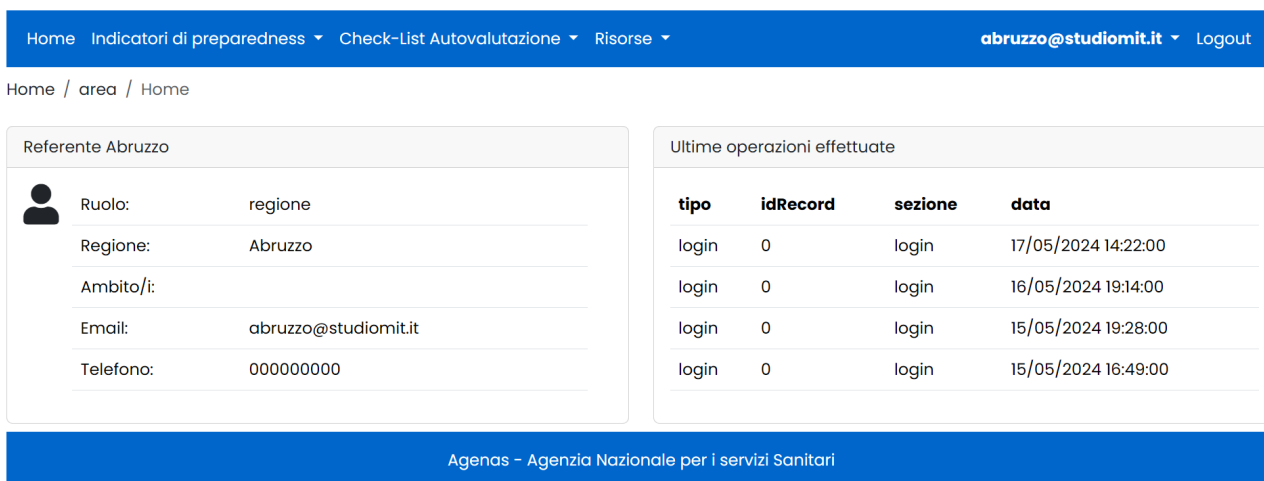 Home Indicatori di preparedness Check-List Autovalutazione Risorse abruzzo@studiomit.it Logout
Home / area / Home
Referente Abruzzo
Ruolo: regione
Regione: Abruzzo
Ambito/i:
Email: abruzzo@studiomit.it
Telefono: 000000000
Ultime operazioni effettuate
tipo idRecord sezione data
login 0 login 17/05/2024 14:22:00
login 0 login 16/05/2024 19:14:00
login 0 login 15/05/2024 19:28:00
login 0 login 15/05/2024 16:49:00
Agenas - Agenzia Nazionale per i servizi Sanitari